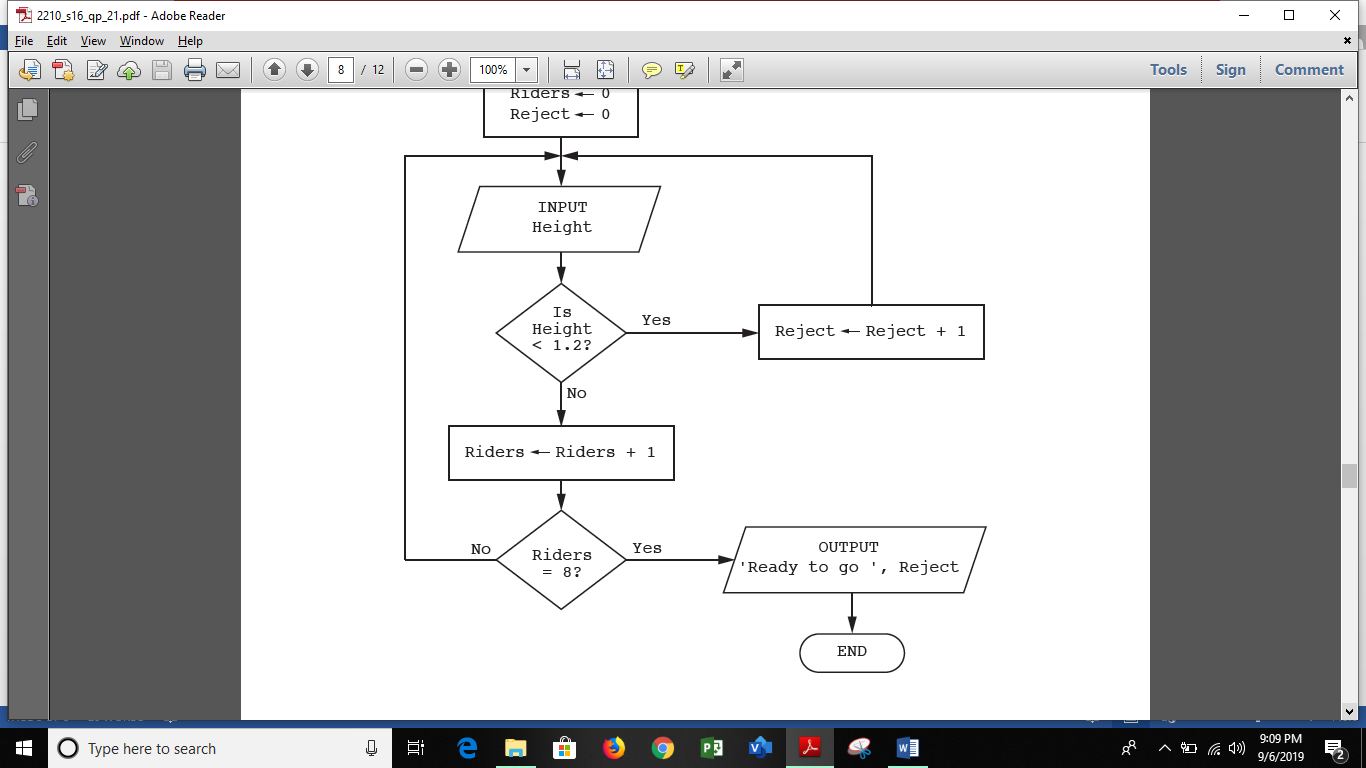 2210_s16_qp_21.pdf - Adobe Reader
File Edit View Window Help
8 / 12 100% Tools Sign Comment
Riders ← 0
Reject ← 0
INPUT
Height
Is
Height
< 1.2?
Yes
Reject ← Reject + 1
No
Riders ← Riders + 1
Riders
= 8?
No
Yes
OUTPUT
'Ready to go ', Reject
END
Type here to search
9:09 PM
9/6/2019
2